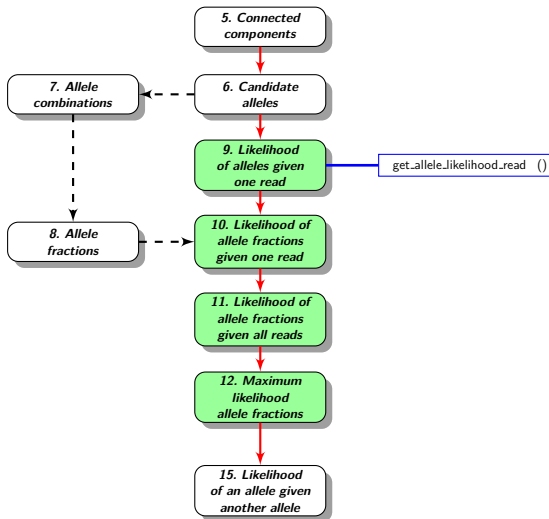 5. Connected
components
7. Allele
combinations
6. Candidate
alleles
9. Likelihood
of alleles given
one read
get_allele_likelihood_read ()
8. Allele
fractions
10. Likelihood of
allele fractions
given one read
11. Likelihood of
allele fractions
given all reads
12. Maximum
likelihood
allele fractions
15. Likelihood
of an allele given
another allele